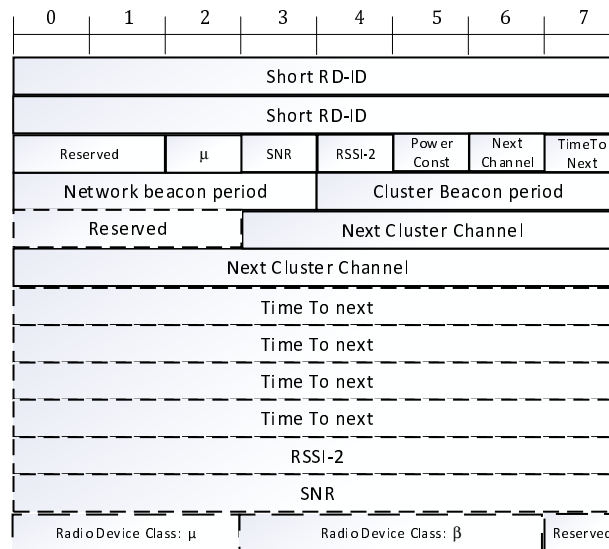 0 1 2 3 4 5 6 7
Short RD-ID
Short RD-ID
Reserved μ SNR RSSI-2 Power Const Next Channel TimeTo Next
Network beacon period Cluster Beacon period
Reserved Next Cluster Channel
Next Cluster Channel
Time To next
Time To next
Time To next
Time To next
RSSI-2
SNR
Radio Device Class: μ Radio Device Class: β Reserved